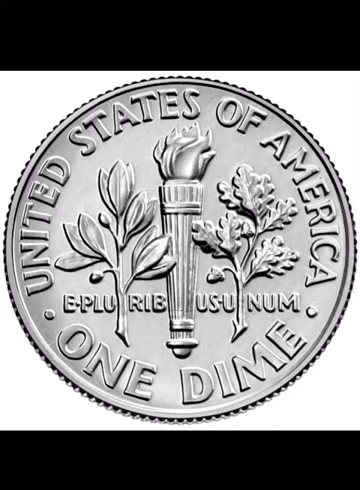 UNITED STATES OF AMERICA
E·PLURIBUS·UNUM
· ONE DIME ·